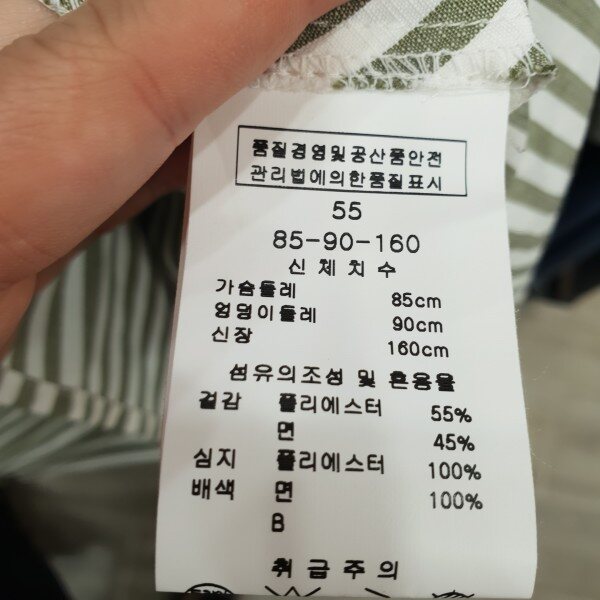 품질경영및공산품안전
관리법에의한품질표시
55
85-90-160
신체치수
가슴둘레 85cm
엉덩이둘레 90cm
신장 160cm
섬유의조성 및 혼용율
겉감 폴리에스터 55%
면 45%
심지 폴리에스터 100%
배색 면 100%
B
취급주의